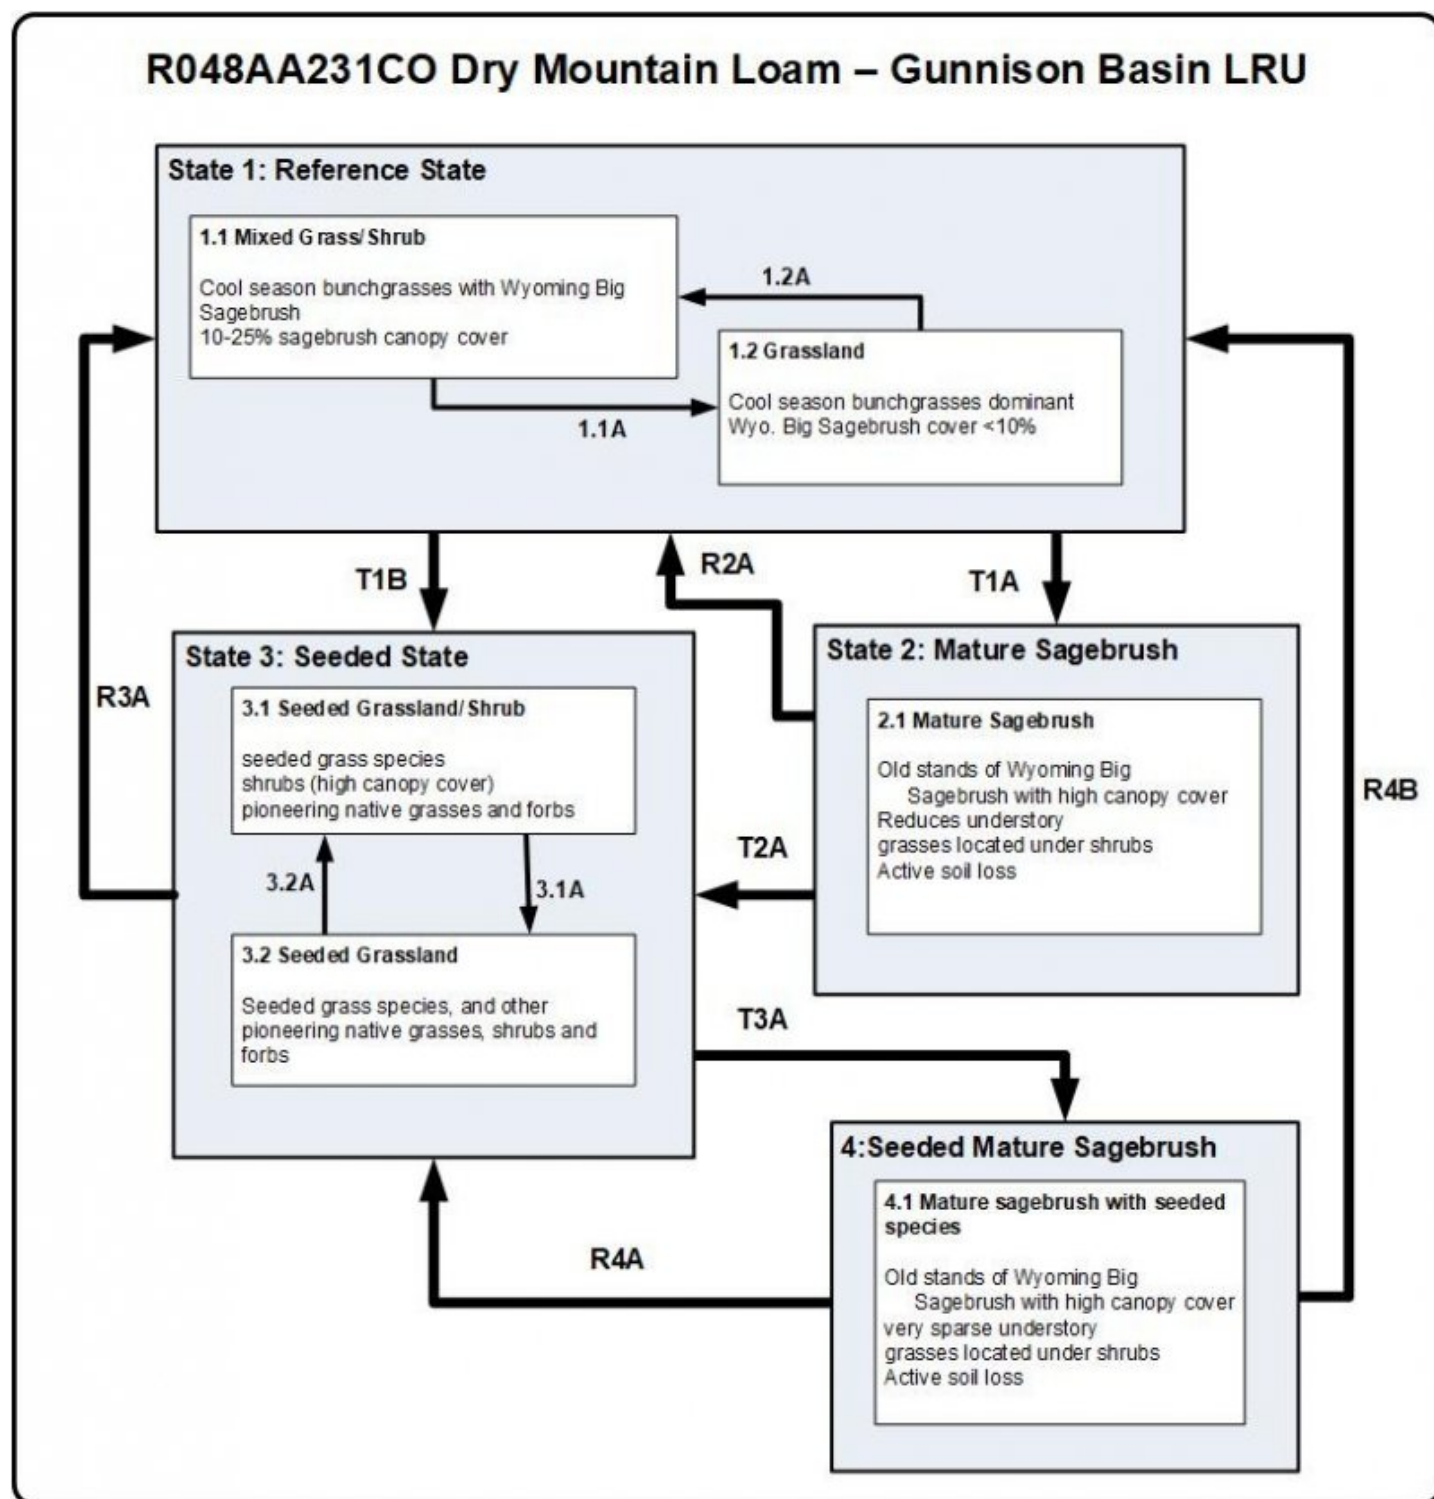 R048AA231CO Dry Mountain Loam – Gunnison Basin LRU
State 1: Reference State
1.1 Mixed Grass/Shrub
Cool season bunchgrasses with Wyoming Big
Sagebrush
10-25% sagebrush canopy cover
1.2A
1.2 Grassland
Cool season bunchgrasses dominant
Wyo. Big Sagebrush cover <10%
1.1A
T1B
R2A
T1A
State 3: Seeded State
3.1 Seeded Grassland/Shrub
seeded grass species
shrubs (high canopy cover)
pioneering native grasses and forbs
3.2A
3.1A
3.2 Seeded Grassland
Seeded grass species, and other
pioneering native grasses, shrubs and
forbs
R3A
State 2: Mature Sagebrush
2.1 Mature Sagebrush
Old stands of Wyoming Big
Sagebrush with high canopy cover
Reduces understory
grasses located under shrubs
Active soil loss
T2A
R4B
T3A
4:Seeded Mature Sagebrush
4.1 Mature sagebrush with seeded
species
Old stands of Wyoming Big
Sagebrush with high canopy cover
very sparse understory
grasses located under shrubs
Active soil loss
R4A